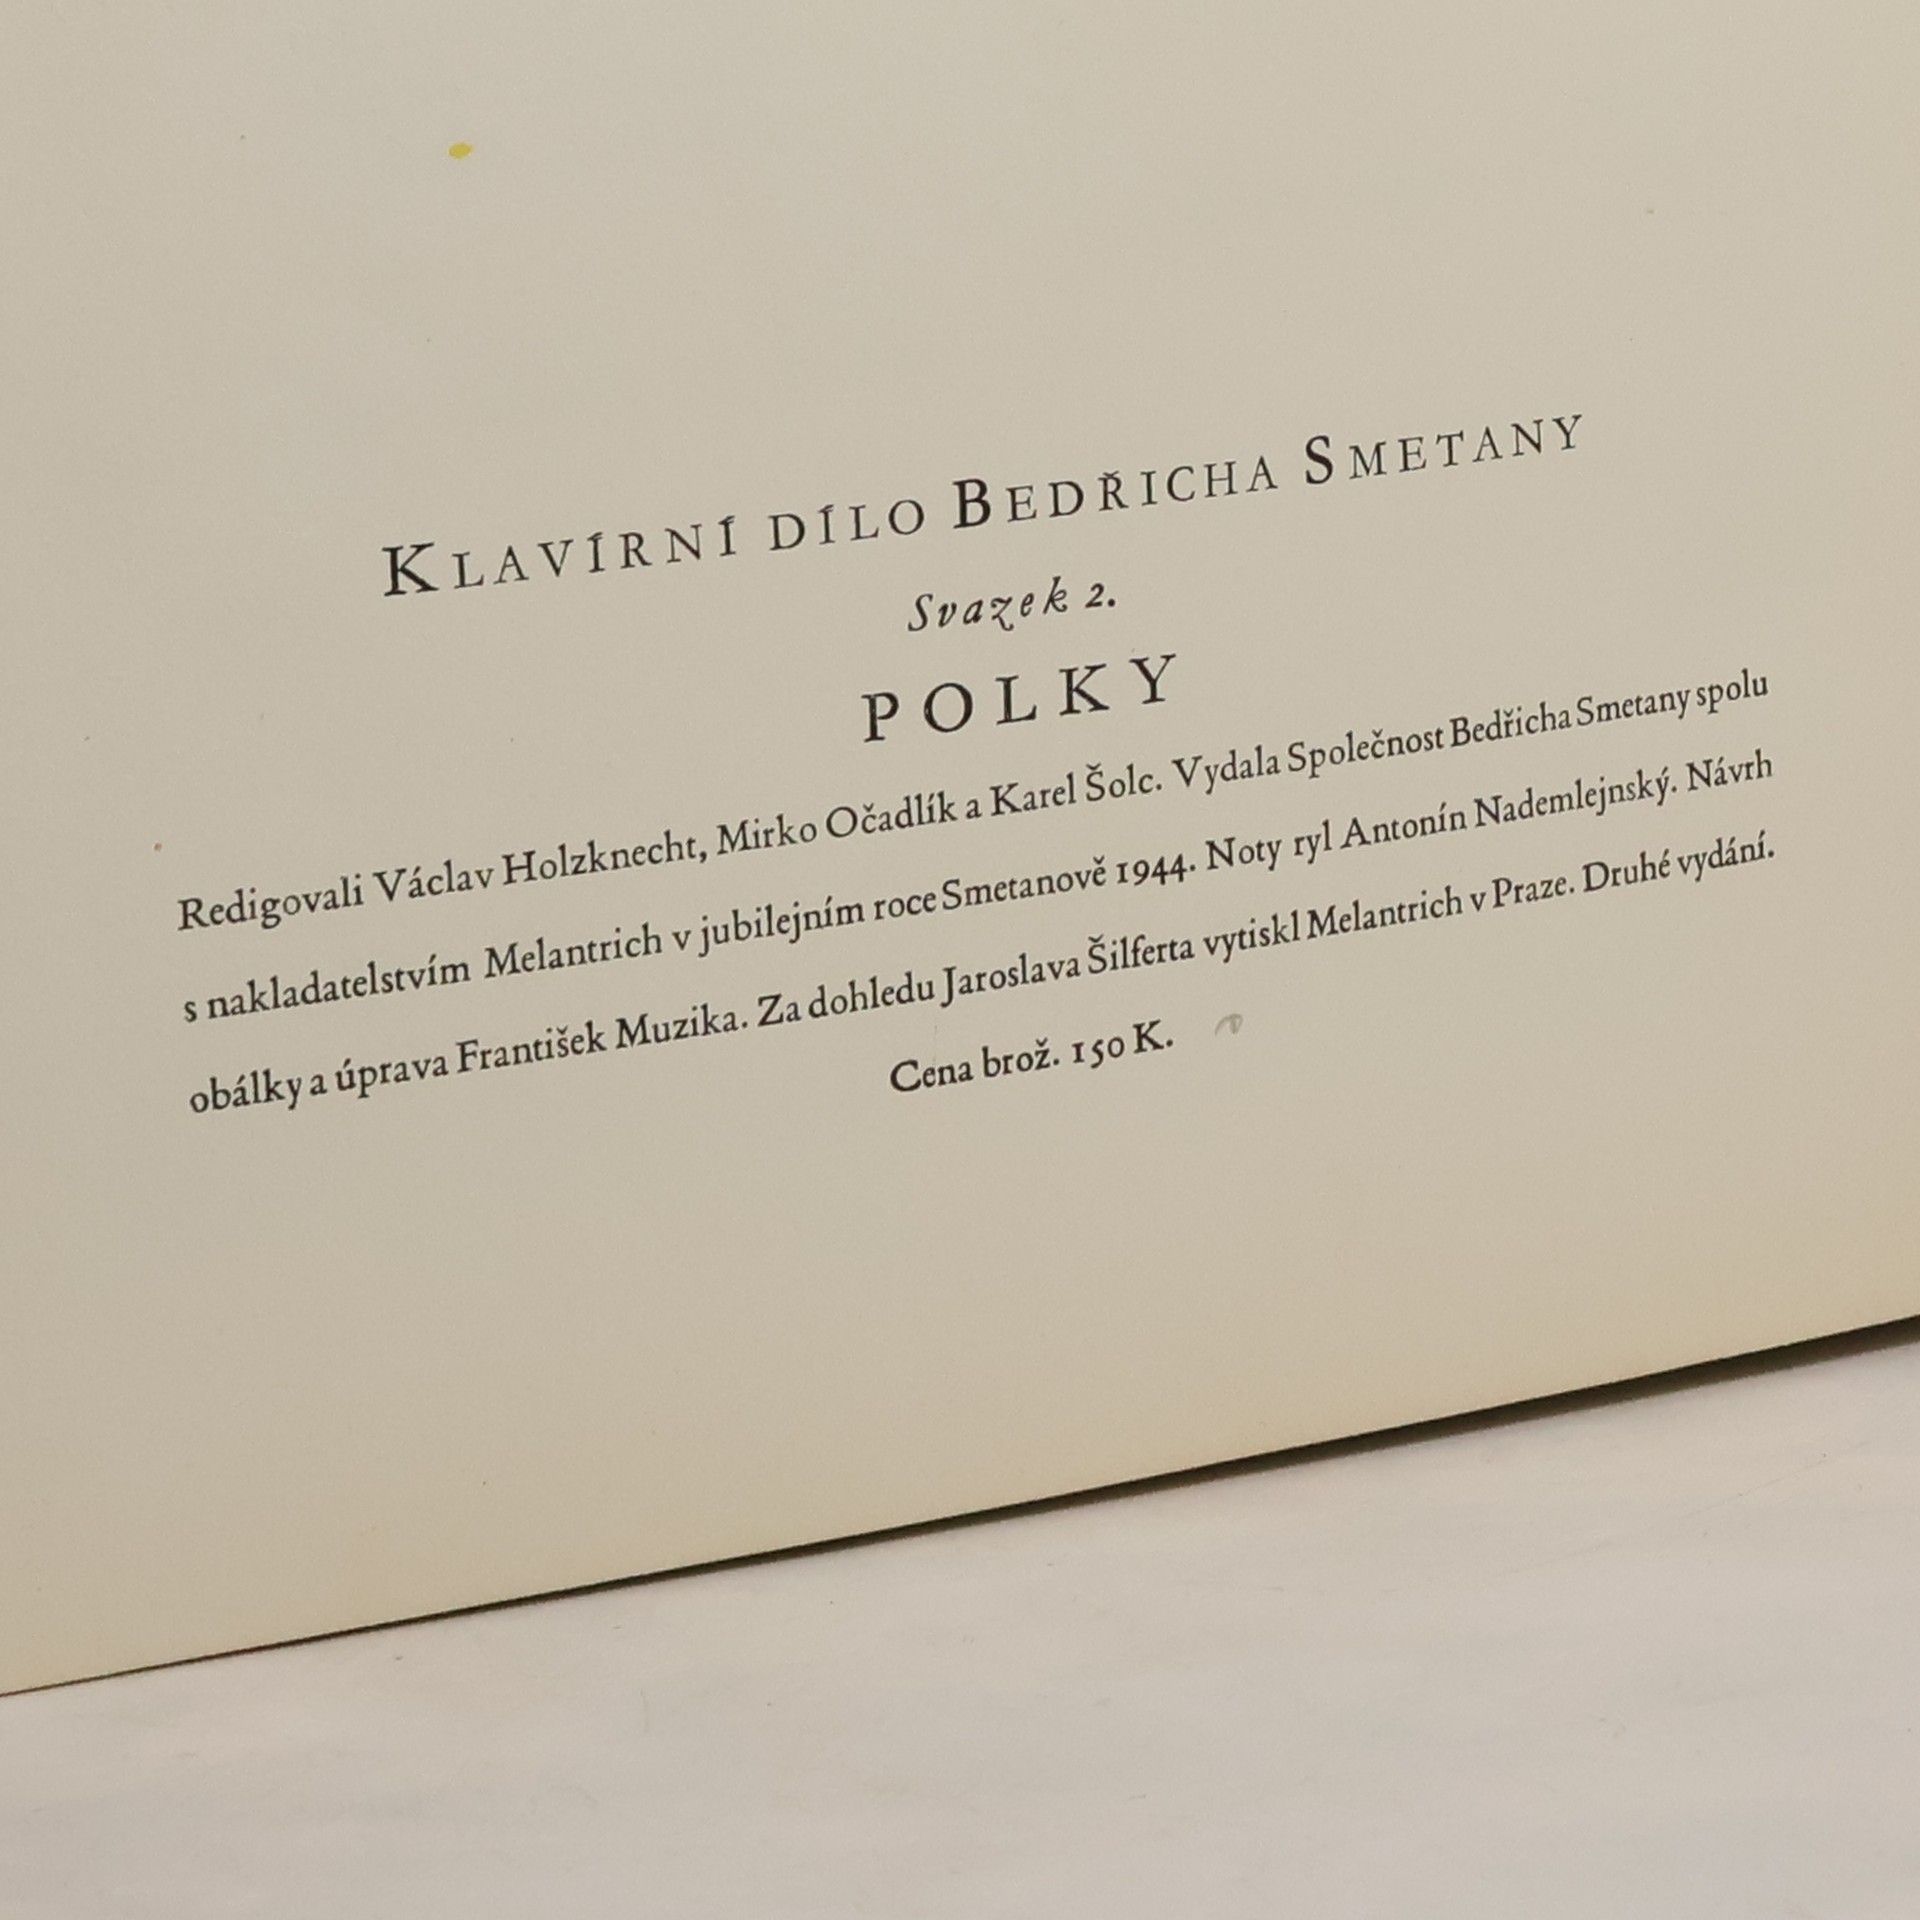 KLAVÍRNÍ DÍLO BEDŘICHA SMETANY
Svazek 2.
POLKY
Redigovali Václav Holzknecht, Mirko Očadlík a Karel Šolc. Vydala Společnost Bedřicha Smetany spolu
s nakladatelstvím Melantrich v jubilejním roce Smetanově 1944. Noty ryl Antonín Nademlejnský. Návrh
obálky a úprava František Muzika. Za dohledu Jaroslava Šilferta vytiskl Melantrich v Praze. Druhé vydání.
Cena brož. 150 K.